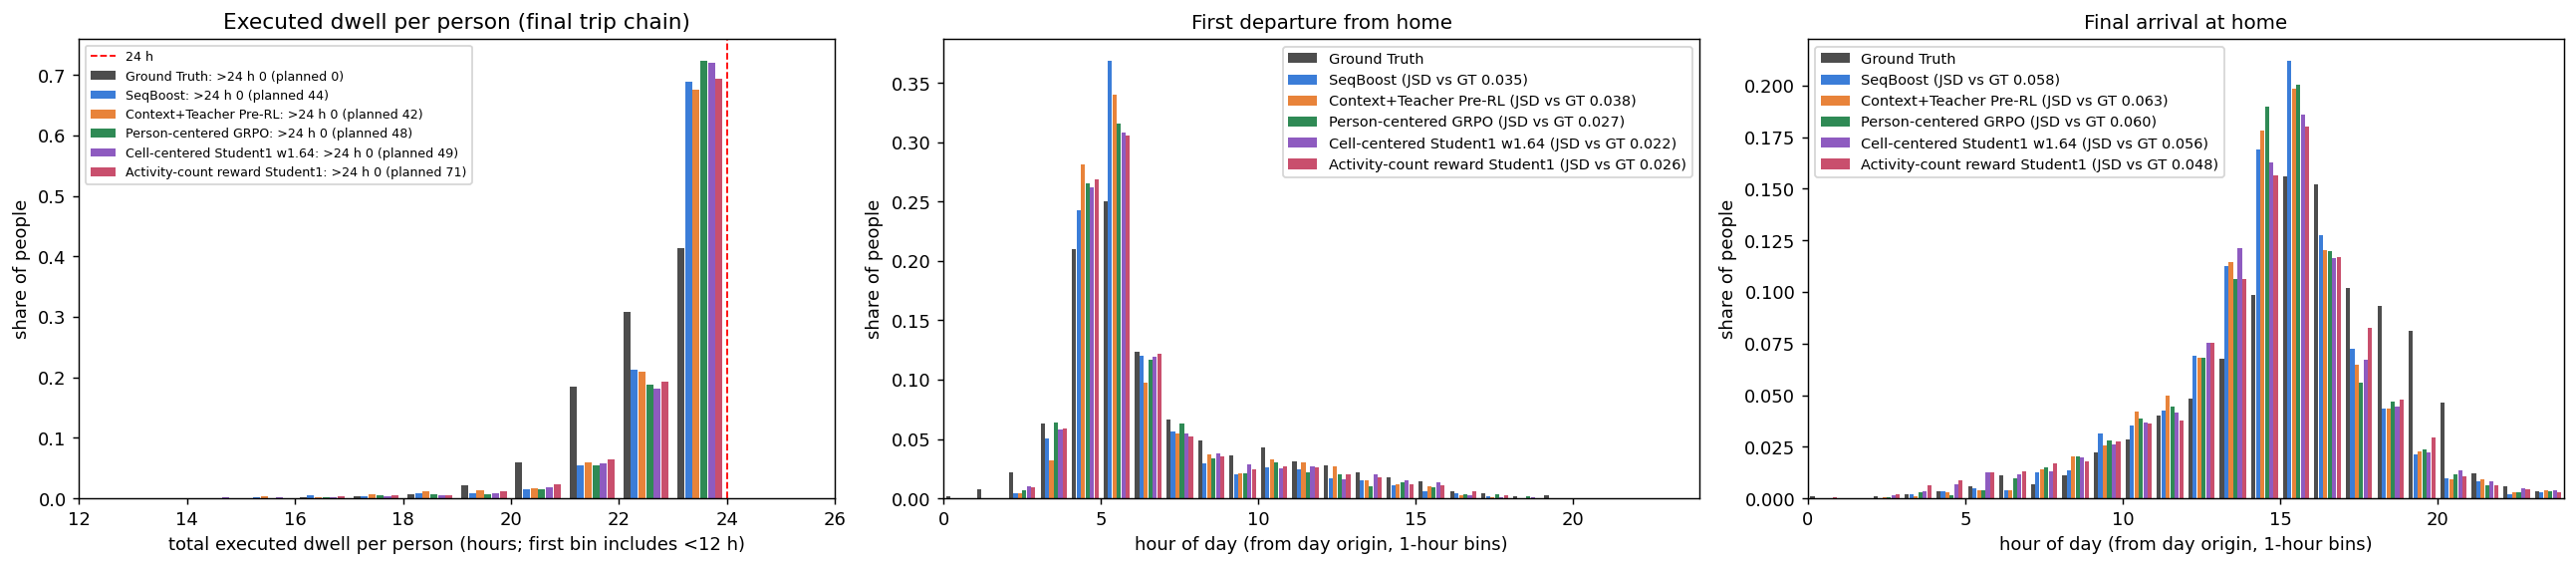 Executed dwell per person (final trip chain)
24 h
Ground Truth: >24 h 0 (planned 0)
SeqBoost: >24 h 0 (planned 44)
Context+Teacher Pre-RL: >24 h 0 (planned 42)
Person-centered GRPO: >24 h 0 (planned 48)
Cell-centered Student1 w1.64: >24 h 0 (planned 49)
Activity-count reward Student1: >24 h 0 (planned 71)
share of people
0.7
0.6
0.5
0.4
0.3
0.2
0.1
0.0
12 14 16 18 20 22 24 26
total executed dwell per person (hours; first bin includes <12 h)
First departure from home
Ground Truth
SeqBoost (JSD vs GT 0.035)
Context+Teacher Pre-RL (JSD vs GT 0.038)
Person-centered GRPO (JSD vs GT 0.027)
Cell-centered Student1 w1.64 (JSD vs GT 0.022)
Activity-count reward Student1 (JSD vs GT 0.026)
share of people
0.35
0.30
0.25
0.20
0.15
0.10
0.05
0.00
0 5 10 15 20
hour of day (from day origin, 1-hour bins)
Final arrival at home
Ground Truth
SeqBoost (JSD vs GT 0.058)
Context+Teacher Pre-RL (JSD vs GT 0.063)
Person-centered GRPO (JSD vs GT 0.060)
Cell-centered Student1 w1.64 (JSD vs GT 0.056)
Activity-count reward Student1 (JSD vs GT 0.048)
share of people
0.200
0.175
0.150
0.125
0.100
0.075
0.050
0.025
0.000
0 5 10 15 20
hour of day (from day origin, 1-hour bins)